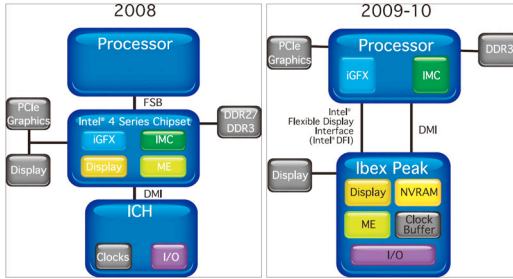 2008
Processor
FSB
PCIe
Graphics
Intel® 4 Series Chipset
DDR27
DDR3
iGFX
IMC
Display
ME
Display
DMI
ICH
Clocks
I/O
2009-10
PCIe
Graphics
Processor
DDR3
iGFX
IMC
Intel®
Flexible Display
Interface
(Intel® DFI)
DMI
Ibex Peak
Display
Display
NVRAM
ME
Clock
Buffer
I/O